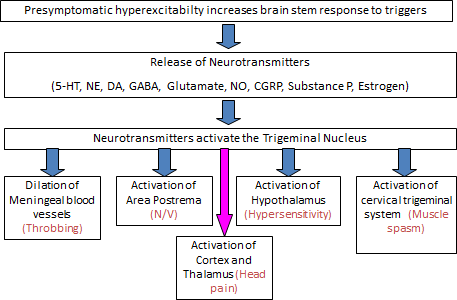 Presymptomatic hyperexcitabilty increases brain stem response to triggers
Release of Neurotransmitters
(5-HT, NE, DA, GABA, Glutamate, NO, CGRP, Substance P, Estrogen)
Neurotransmitters activate the Trigeminal Nucleus
Dilation of
Meningeal blood
vessels
(Throbbing)
Activation of
Area Postrema
(N/V)
Activation of
Hypothalamus
(Hypersensitivity)
Activation of
cervical trigeminal
system (Muscle
spasm)
Activation of
Cortex and
Thalamus (Head
pain)